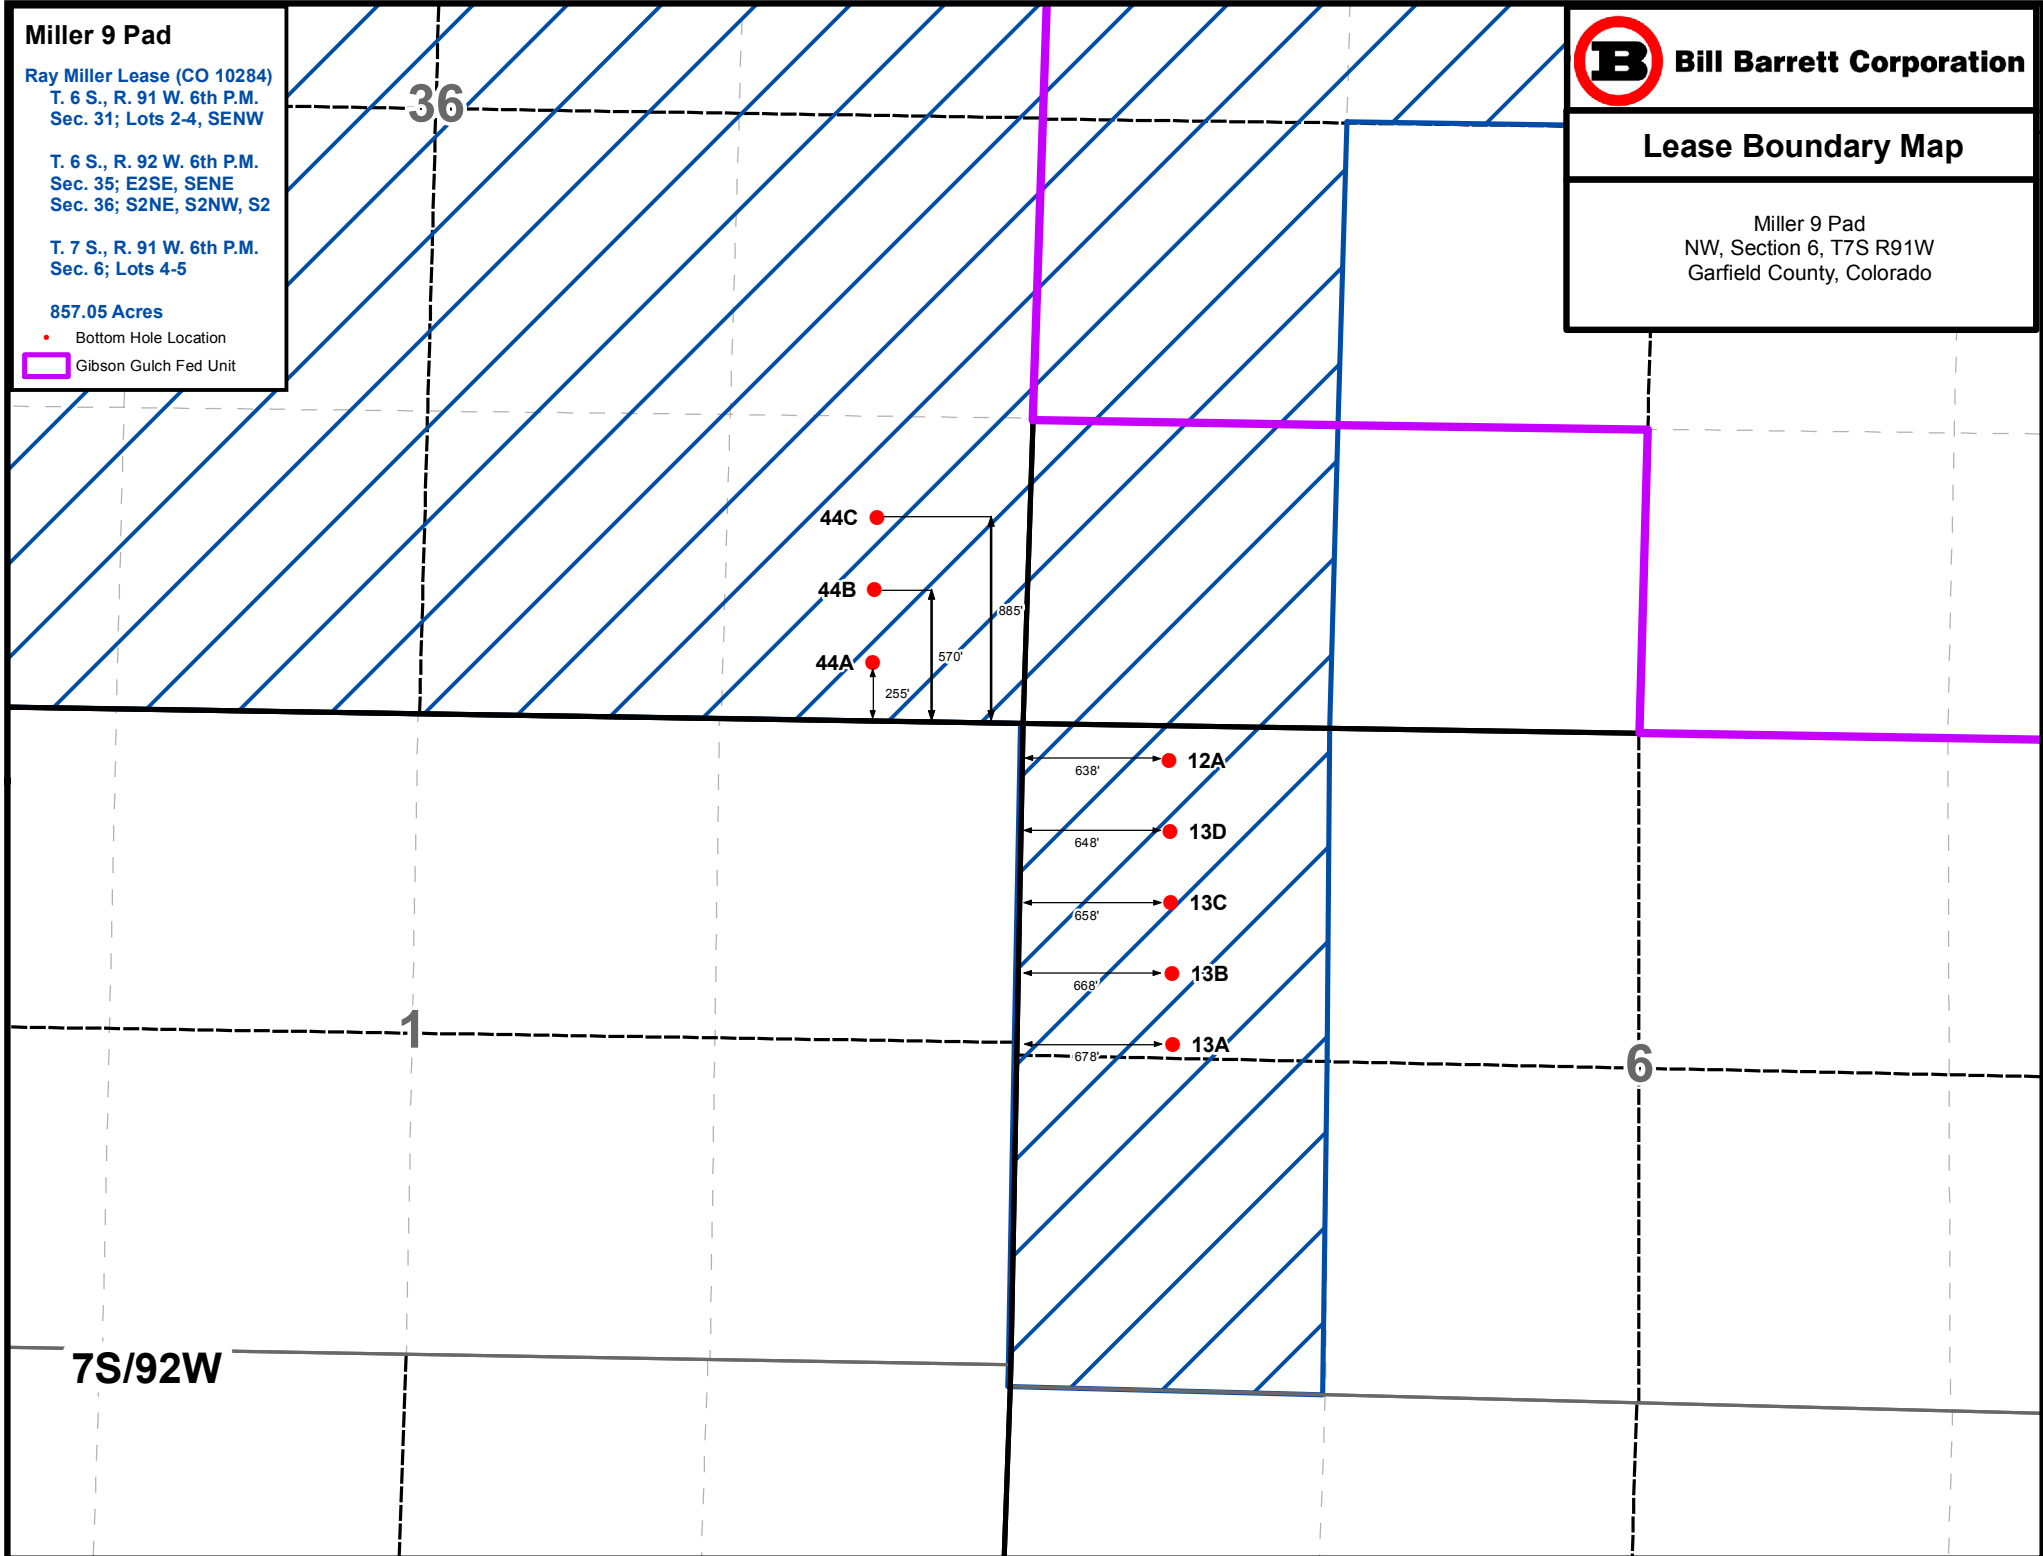 Miller 9 Pad
Ray Miller Lease (CO 10284)
T. 6 S., R. 91 W. 6th P.M.
Sec. 31; Lots 2-4, SENW
T. 6 S., R. 92 W. 6th P.M.
Sec. 35; E2SE, SENE
Sec. 36; S2NE, S2NW, S2
T. 7 S., R. 91 W. 6th P.M.
Sec. 6; Lots 4-5
857.05 Acres
Bottom Hole Location
Gibson Gulch Fed Unit
36
B Bill Barrett Corporation
Lease Boundary Map
Miller 9 Pad
NW, Section 6, T7S R91W
Garfield County, Colorado
44C
44B
885'
44A
570'
255'
12A
638'
13D
648'
13C
658'
13B
668'
1
13A
678'
6
7S/92W